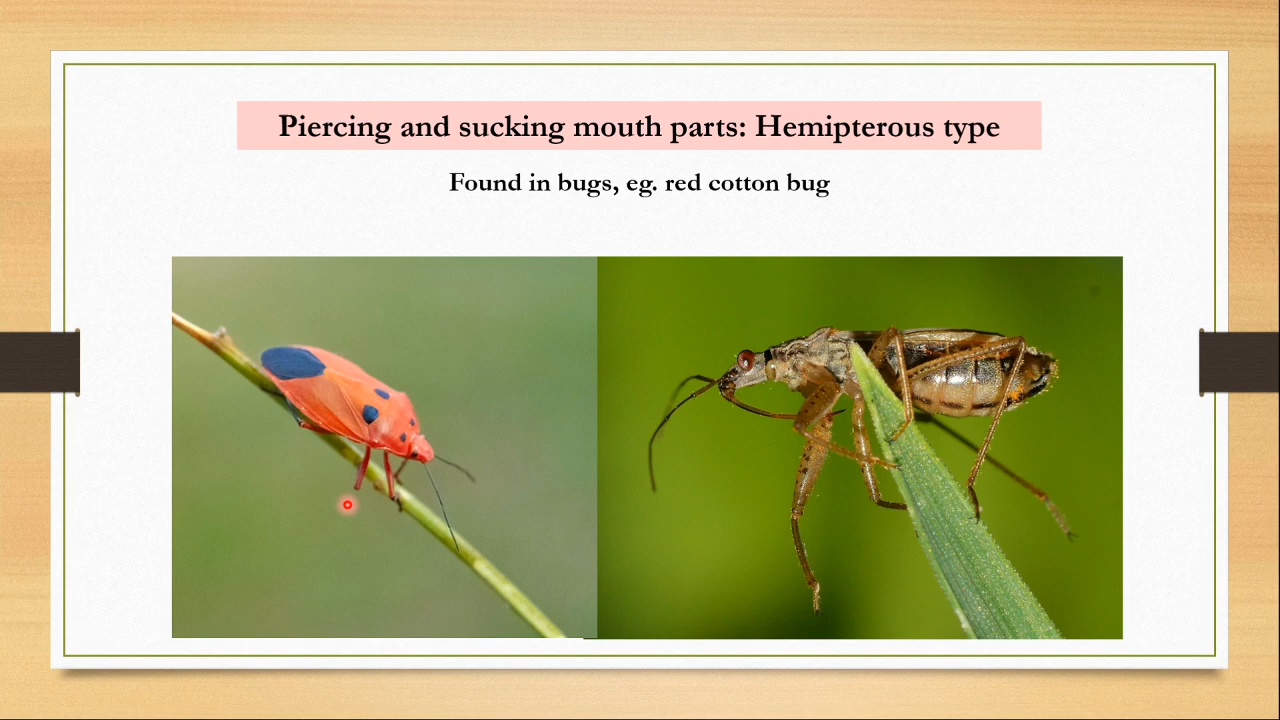 Piercing and sucking mouth parts: Hemipterous type
Found in bugs, eg. red cotton bug